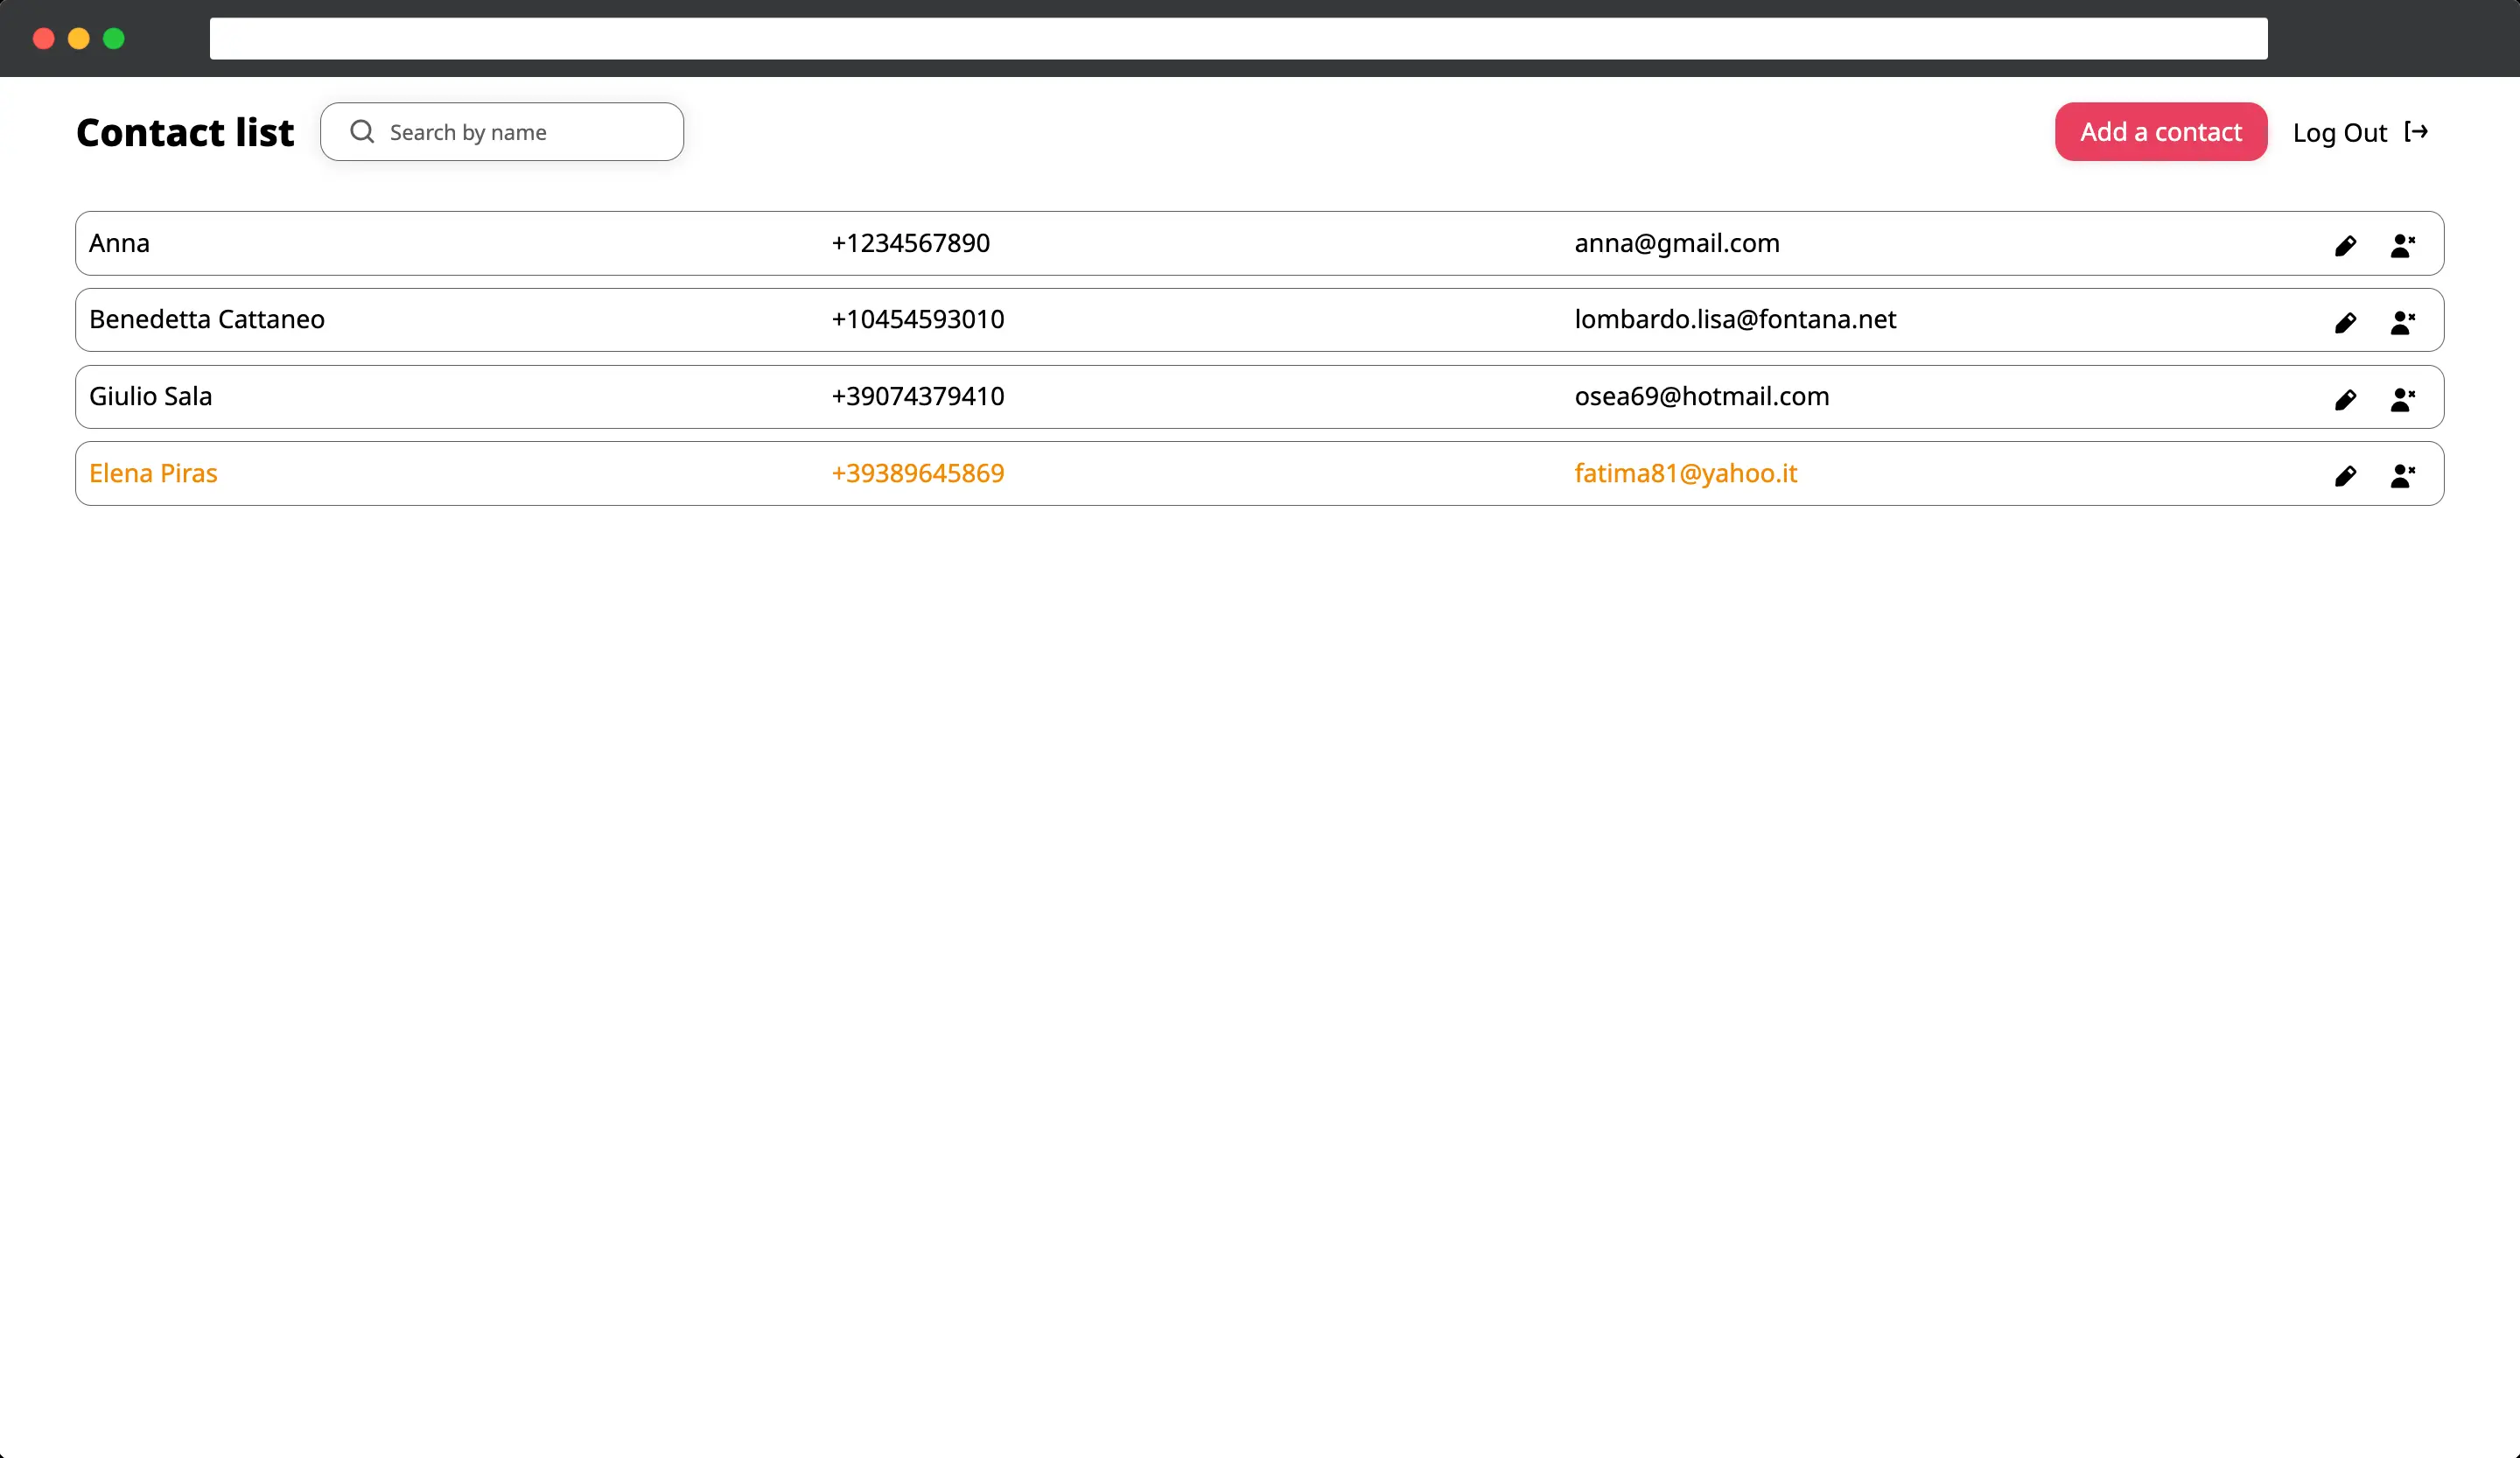 Contact list
Search by name
Add a contact
Log Out
Anna +1234567890 anna@gmail.com
Benedetta Cattaneo +10454593010 lombardo.lisa@fontana.net
Giulio Sala +39074379410 osea69@hotmail.com
Elena Piras +39389645869 fatima81@yahoo.it